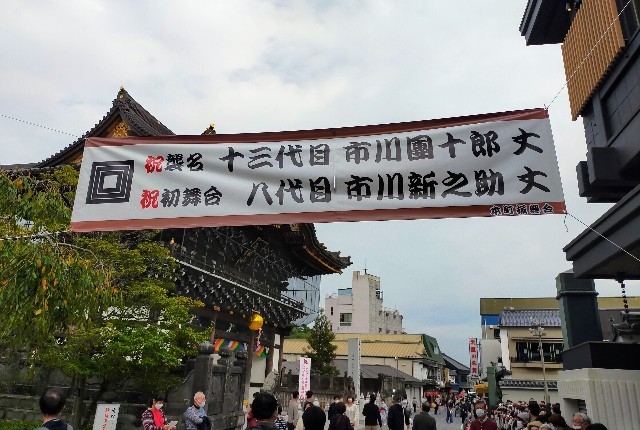 祝襲名 十三代目 市川團十郎丈
祝初舞台 八代目 市川新之助丈